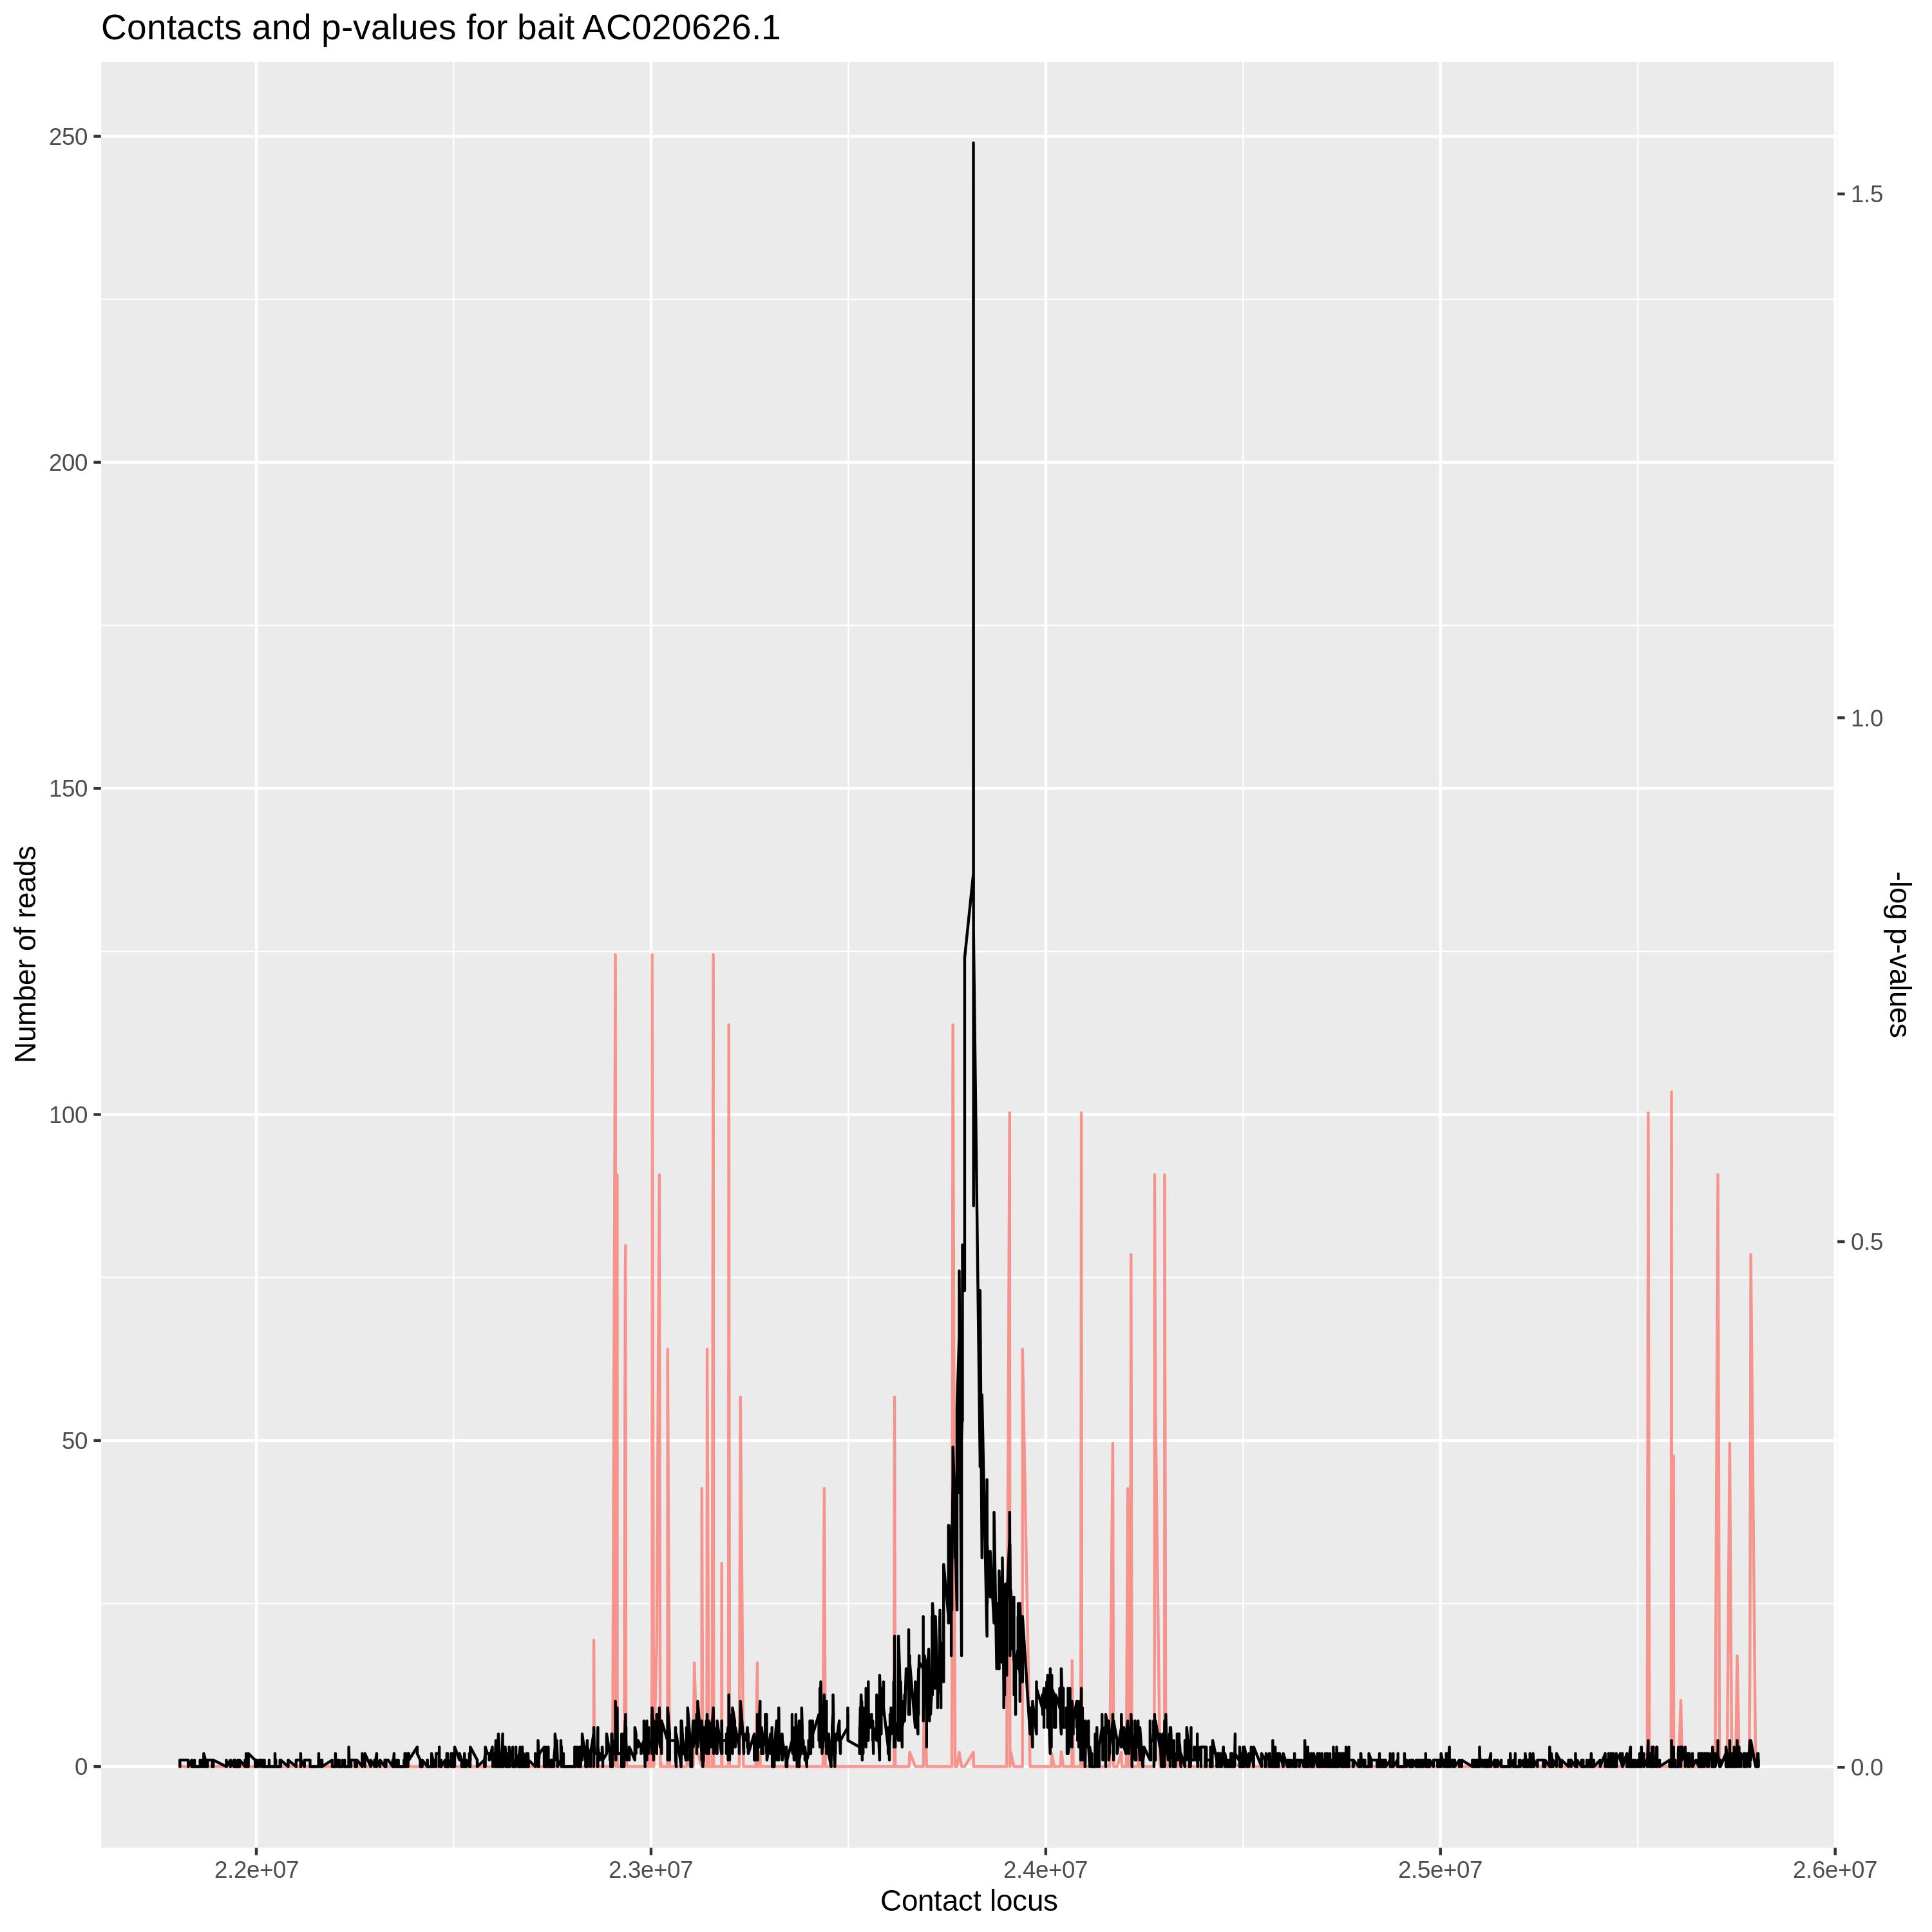 Contacts and p-values for bait AC020626.1
250
200
150
100
50
0
Number of reads
1.5
1.0
0.5
0.0
-log p-values
2.2e+07
2.3e+07
2.4e+07
2.5e+07
2.6e+07
Contact locus